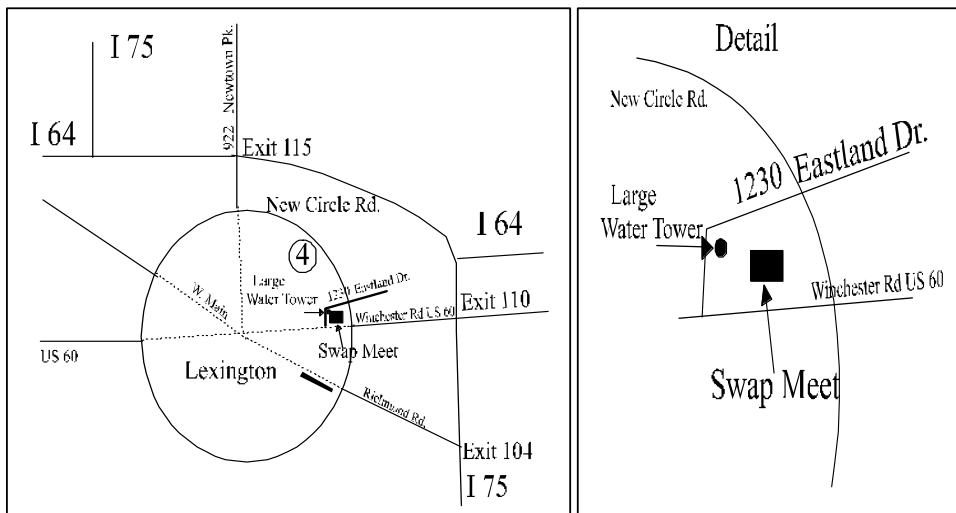 I 75
922 Newtown Pk.
I 64
Exit 115
New Circle Rd.
I 64
4
Large
Water Tower
1230 Eastland Dr.
W. Main
Exit 110
Winchester Rd US 60
US 60
Swap Meet
Lexington
Richmond Rd.
Exit 104
I 75
Detail
New Circle Rd.
1230 Eastland Dr.
Large
Water Tower
Winchester Rd US 60
Swap Meet